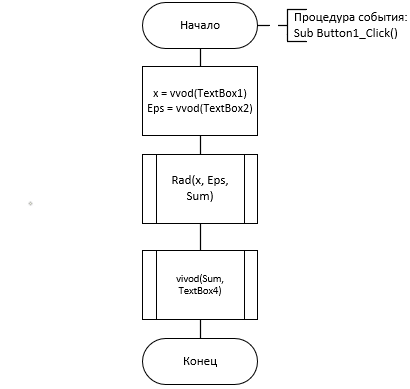 Начало
Процедура события:
Sub Button1_Click()
x = vvod(TextBox1)
Eps = vvod(TextBox2)
Rad(x, Eps,
Sum)
vivod(Sum,
TextBox4)
Конец